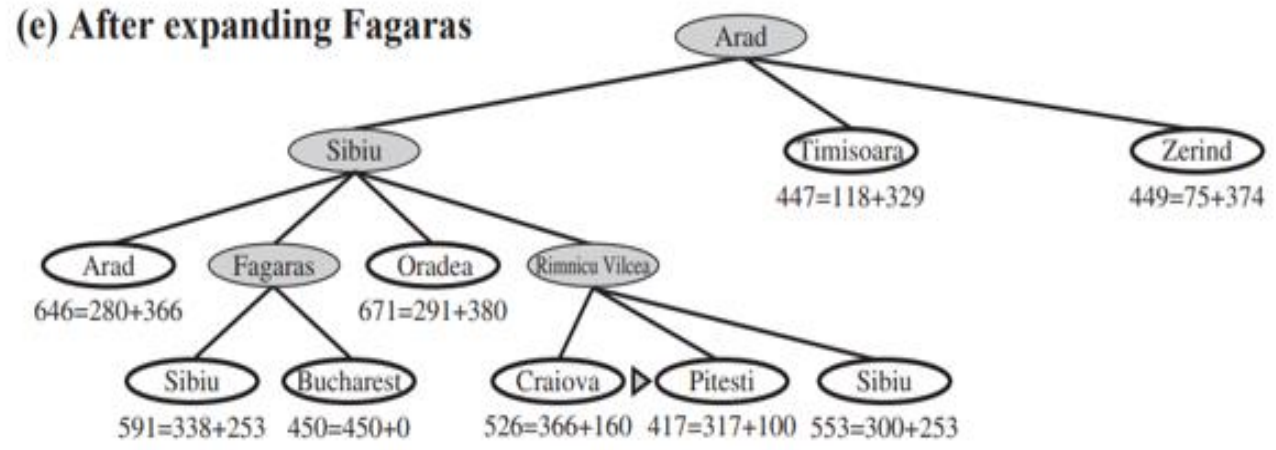 (e) After expanding Fagaras
Arad
Sibiu
Timisoara
Zerind
447=118+329
449=75+374
Arad
Fagaras
Oradea
Rimnicu Vilcea
646=280+366
671=291+380
Sibiu
Bucharest
Craiova
Pitesti
Sibiu
591=338+253
450=450+0
526=366+160
417=317+100
553=300+253